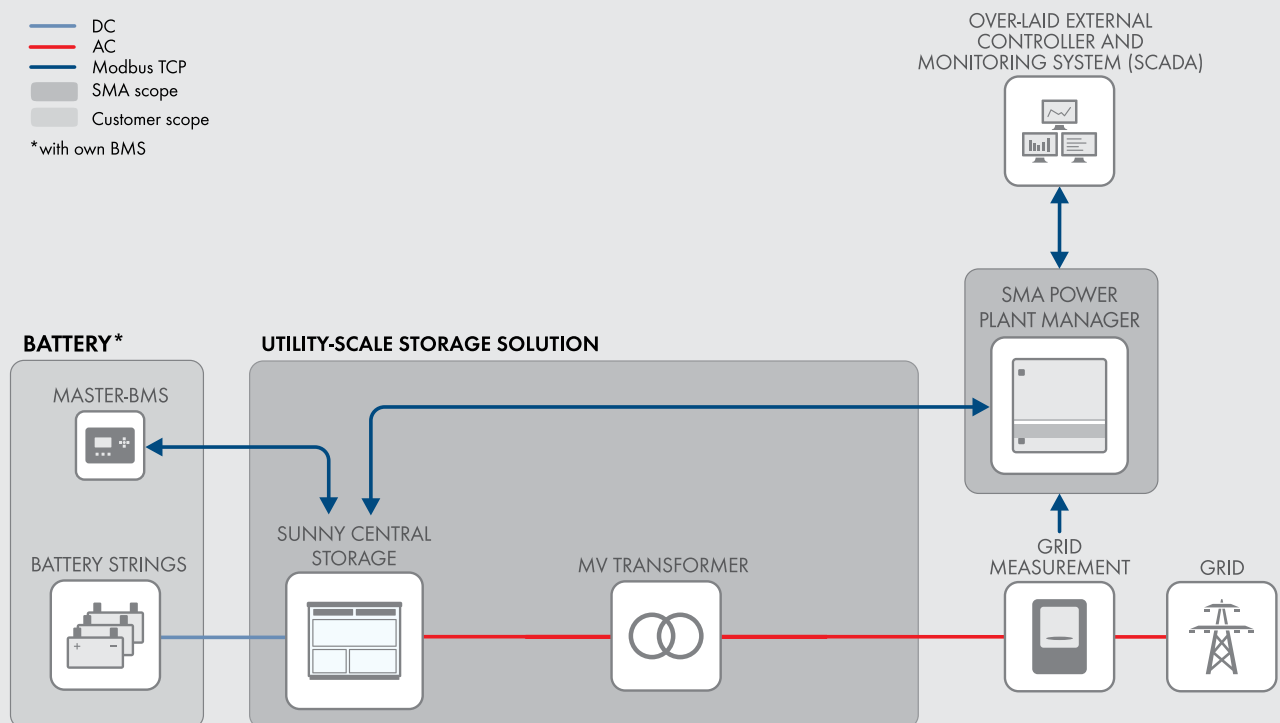 DC
AC
Modbus TCP
SMA scope
Customer scope
*with own BMS
OVER-LAID EXTERNAL
CONTROLLER AND
MONITORING SYSTEM (SCADA)
SMA POWER
PLANT MANAGER
BATTERY*
UTILITY-SCALE STORAGE SOLUTION
MASTER-BMS
SUNNY CENTRAL
STORAGE
BATTERY STRINGS
MV TRANSFORMER
GRID
MEASUREMENT
GRID